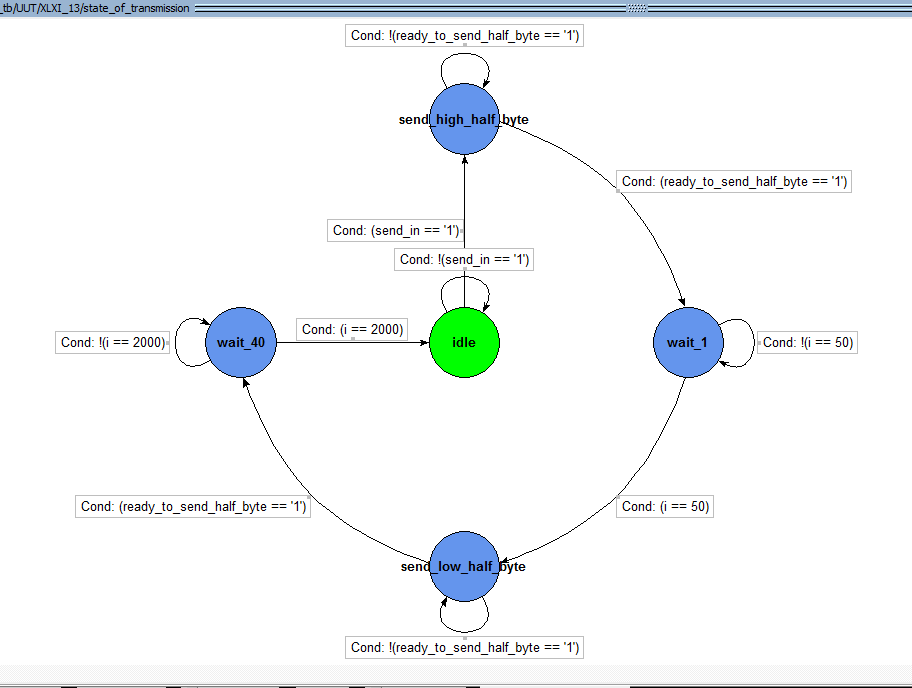 _tb/UUT/XLXI_13/state_of_transmission
Cond: !(ready_to_send_half_byte == '1')
send_high_half_byte
Cond: (ready_to_send_half_byte == '1')
Cond: (send_in == '1')
Cond: !(send_in == '1')
Cond: (i == 2000)
Cond: !(i == 2000)
wait_40
idle
wait_1
Cond: !(i == 50)
Cond: (ready_to_send_half_byte == '1')
Cond: (i == 50)
send_low_half_byte
Cond: !(ready_to_send_half_byte == '1')